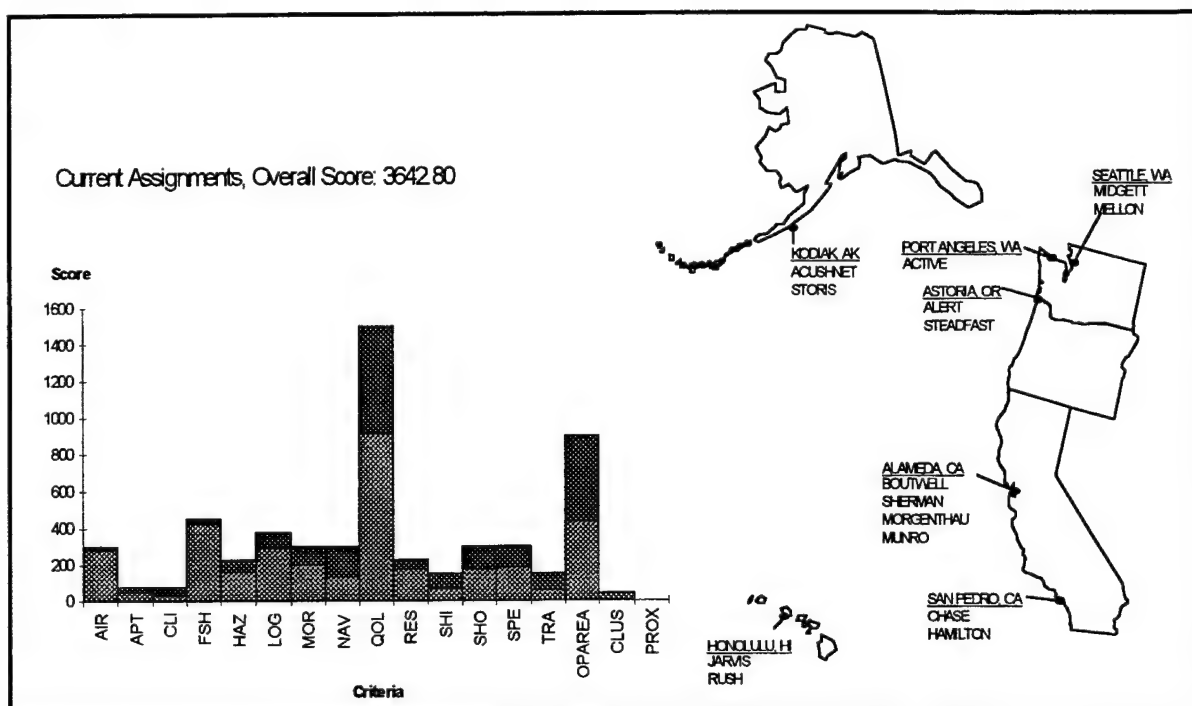 Current Assignments, Overall Score: 3642.80
Score
1600
1400
1200
1000
800
600
400
200
0
AIR
APT
CLI
FSH
HAZ
LOG
MOR
NAV
QOL
RES
SHI
SHO
SPE
TRA
OPAREA
CLUS
PROX
Criteria
KODIAK, AK
ACUSHNET
STORIS
SEATTLE, WA
MIDGETT
MELLON
PORT ANGELES, WA
ACTIVE
ASTORIA, OR
ALERT
STEADFAST
ALAMEDA, CA
BOUTWELL
SHERMAN
MORGENTHAU
MUNRO
SAN PEDRO, CA
CHASE
HAMILTON
HONOLULU, HI
JARVIS
RUSH